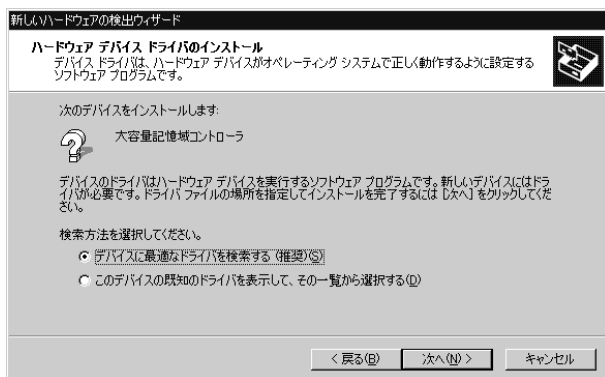 新しいハードウェアの検出ウィザード
ハードウェア デバイス ドライバのインストール
デバイス ドライバは、ハードウェア デバイスがオペレーティング システムで正しく動作するように設定する
ソフトウェア プログラムです。
次のデバイスをインストールします:
大容量記憶域コントローラ
デバイスのドライバはハードウェア デバイスを実行するソフトウェア プログラムです。新しいデバイスにはドラ
イバが必要です。ドライバ ファイルの場所を指定してインストールを完了するには [次へ] をクリックしてくだ
さい。
検索方法を選択してください。
デバイスに最適なドライバを検索する (推奨)(S)
このデバイスの既知のドライバを表示して、その一覧から選択する(D)
< 戻る(B) 次へ(N) > キャンセル